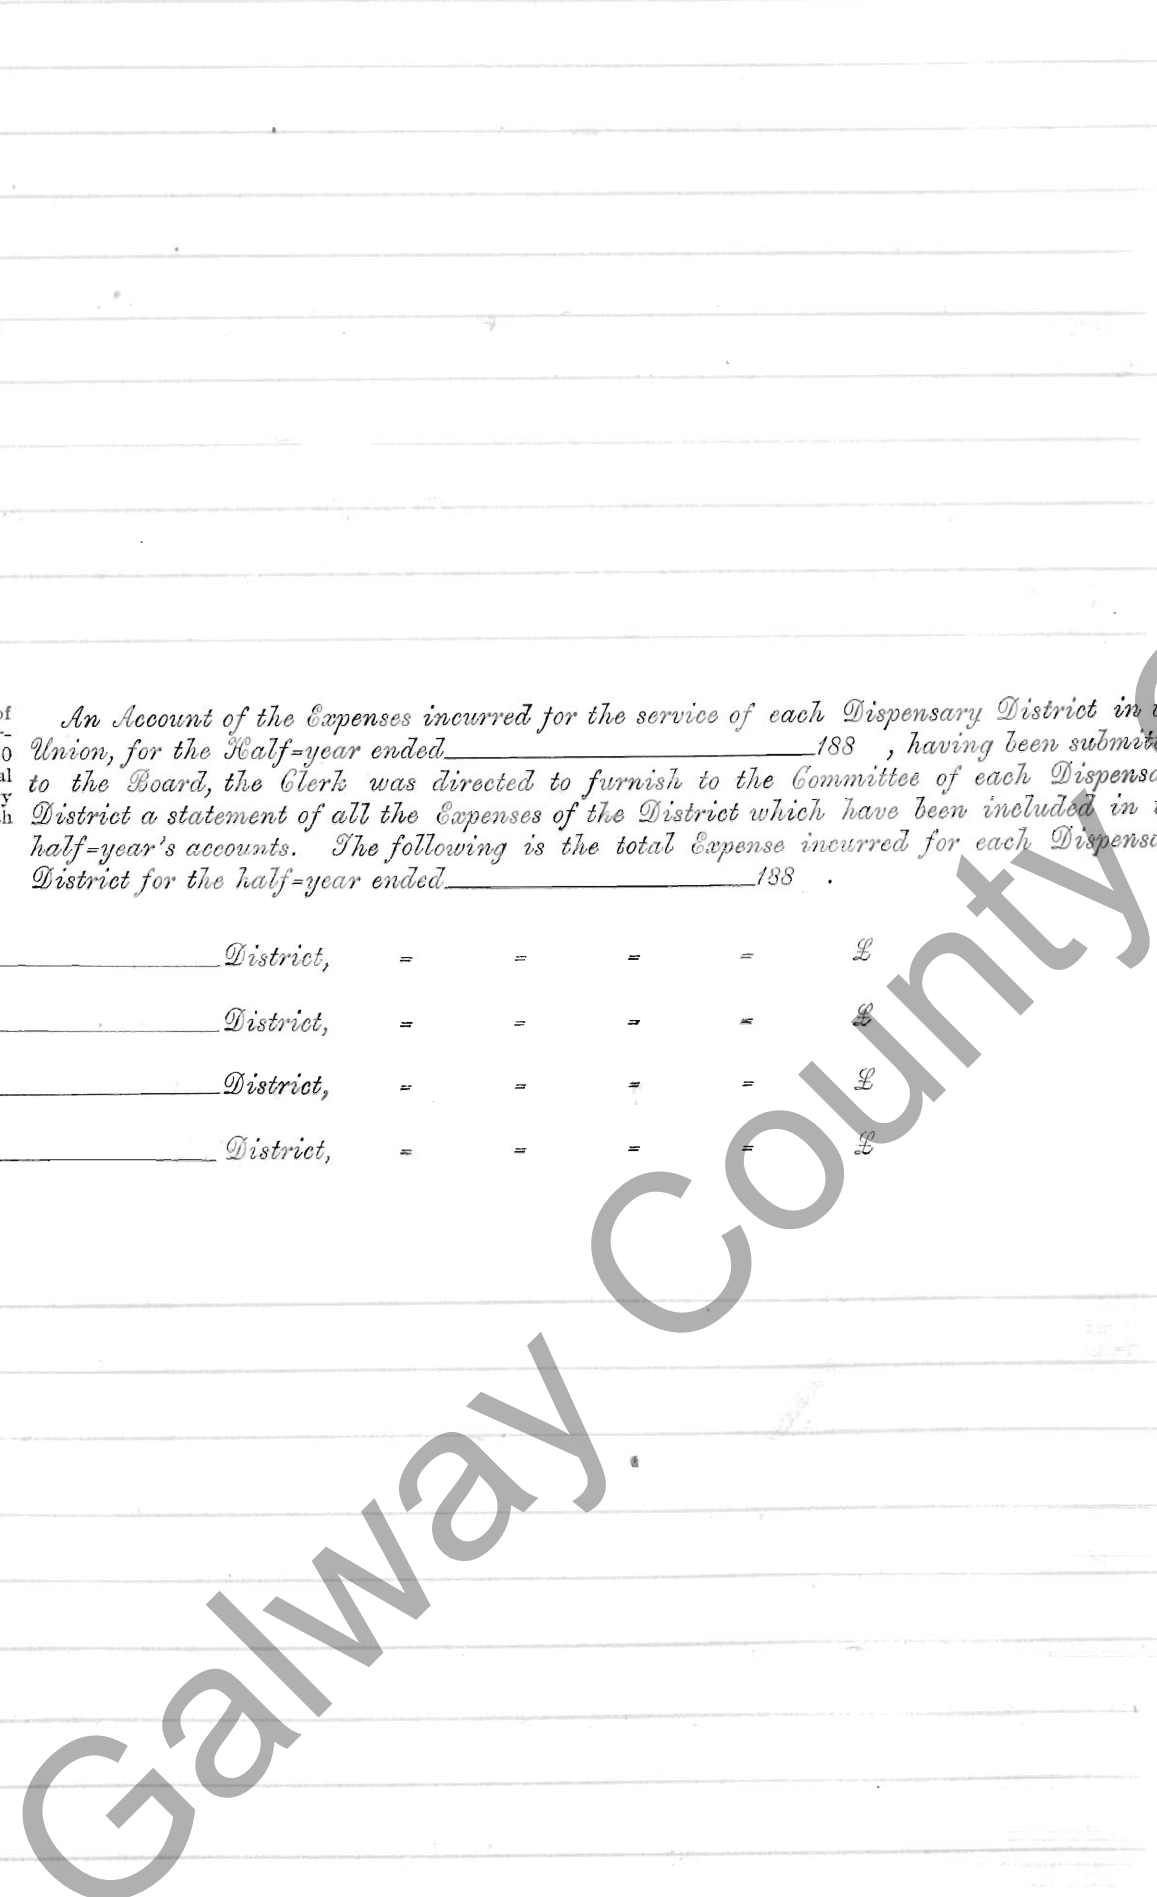 of
An Account of the Expenses incurred for the service of each Dispensary District in
r-
0
Union, for the Half=year ended 188 , having been submitt
al
to the Board, the Clerk was directed to furnish to the Committee of each Dispensa
y
h
District a statement of all the Expenses of the District which have been included in
half=year's accounts. The following is the total Expense incurred for each Dispensa
District for the half=year ended 188 .
District, = = = = £
District, = = = = £
District, = = = = £
District, = = = = £
Galway County